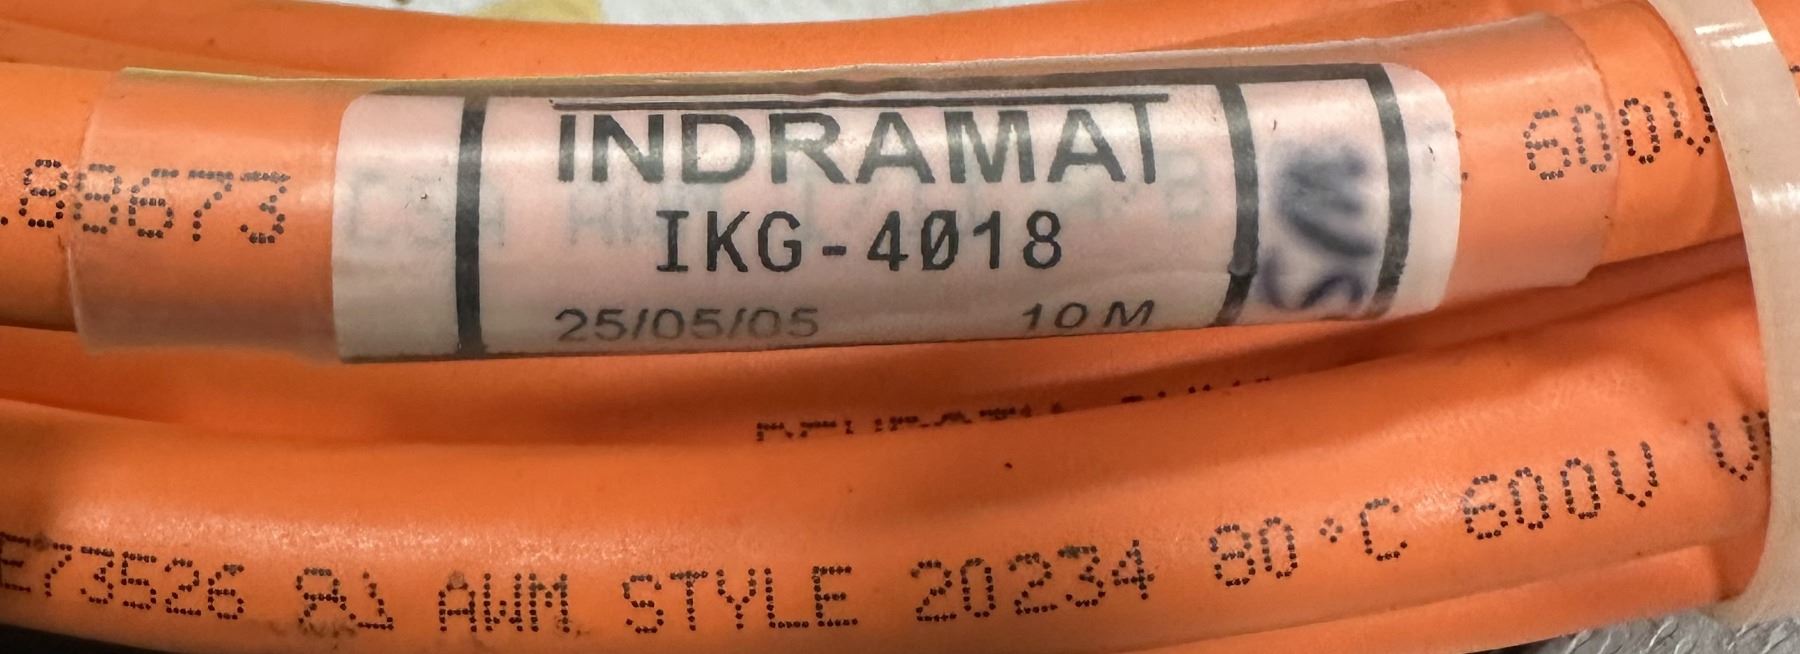 .88673
INDRAMAT
IKG-4018
25/05/05 10 M
600V
E73526 AWM STYLE 20234 80°C 600V